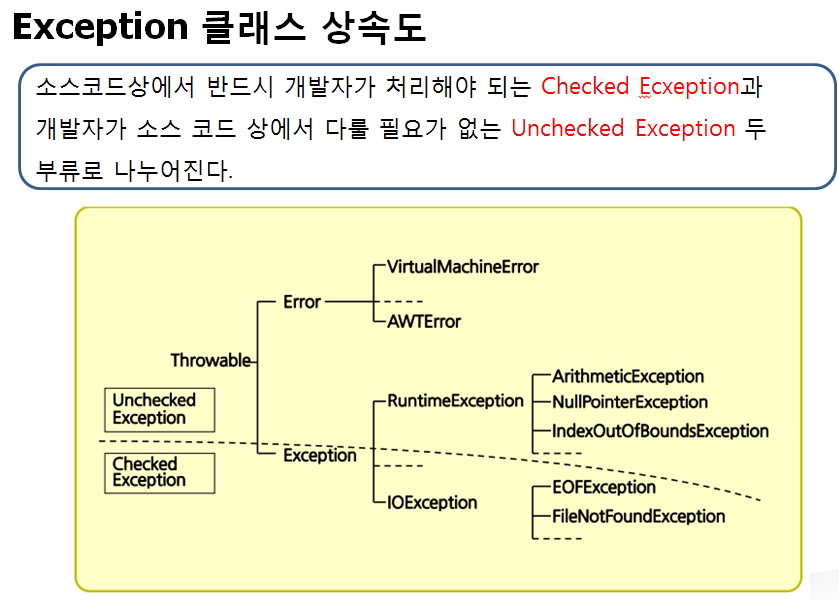 Exception 클래스 상속도
소스코드상에서 반드시 개발자가 처리해야 되는 Checked Ecxeption과
개발자가 소스 코드 상에서 다룰 필요가 없는 Unchecked Exception 두
부류로 나누어진다.
VirtualMachineError
Error
AWTError
Throwable
ArithmeticException
Unchecked
Exception
RuntimeException
NullPointerException
IndexOutOfBoundsException
Exception
Checked
Exception
EOFException
IOException
FileNotFoundException